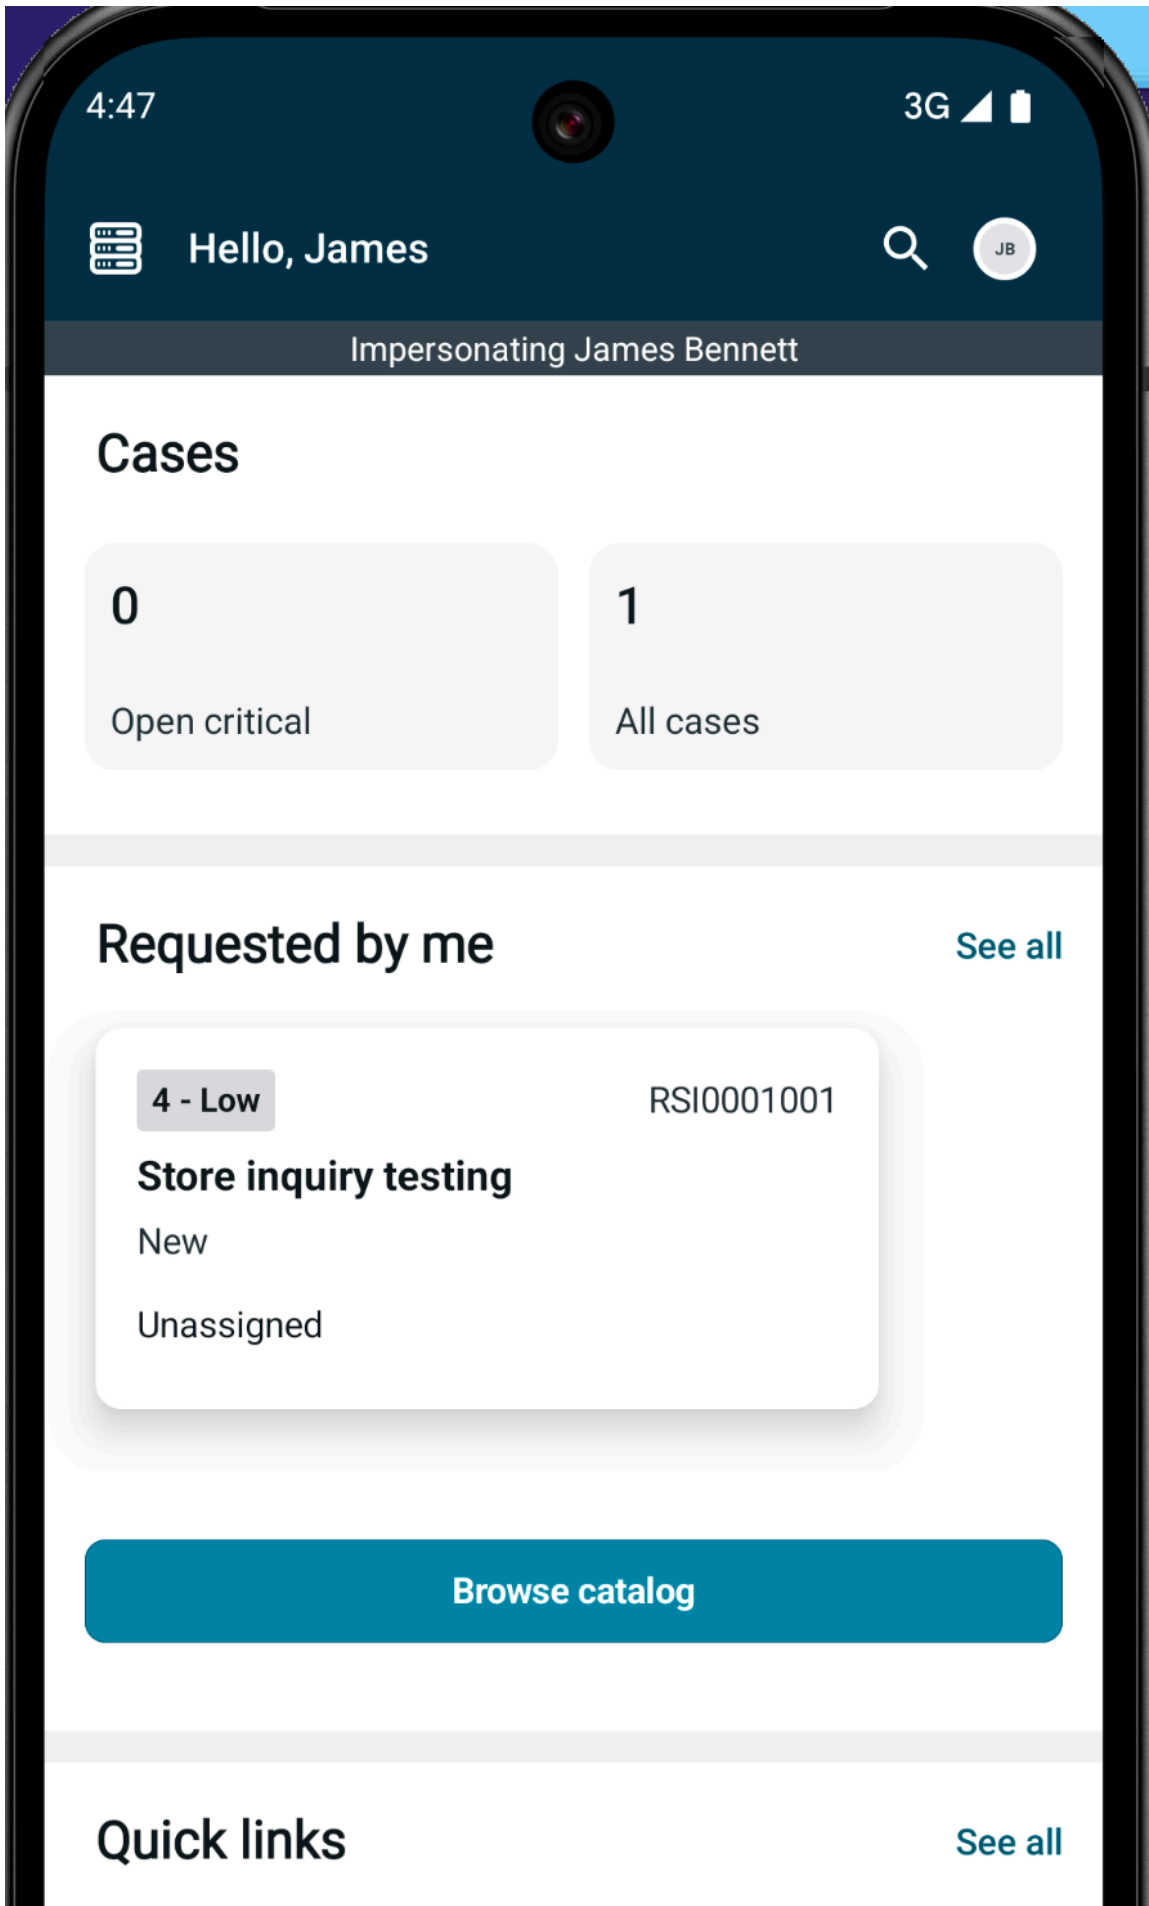 4:47
3G
Hello, James
JB
Impersonating James Bennett
Cases
0
1
Open critical
All cases
Requested by me
See all
4 - Low
RSI0001001
Store inquiry testing
New
Unassigned
Browse catalog
Quick links
See all